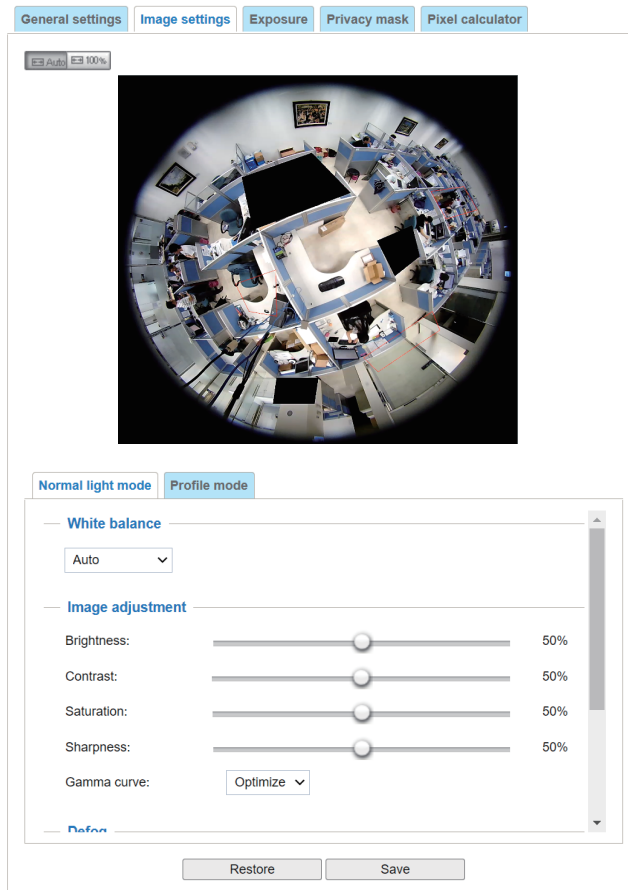 General settings Image settings Exposure Privacy mask Pixel calculator
Auto 100%
Normal light mode Profile mode
White balance
Auto
Image adjustment
Brightness: 50%
Contrast: 50%
Saturation: 50%
Sharpness: 50%
Gamma curve: Optimize
Defog
Restore Save